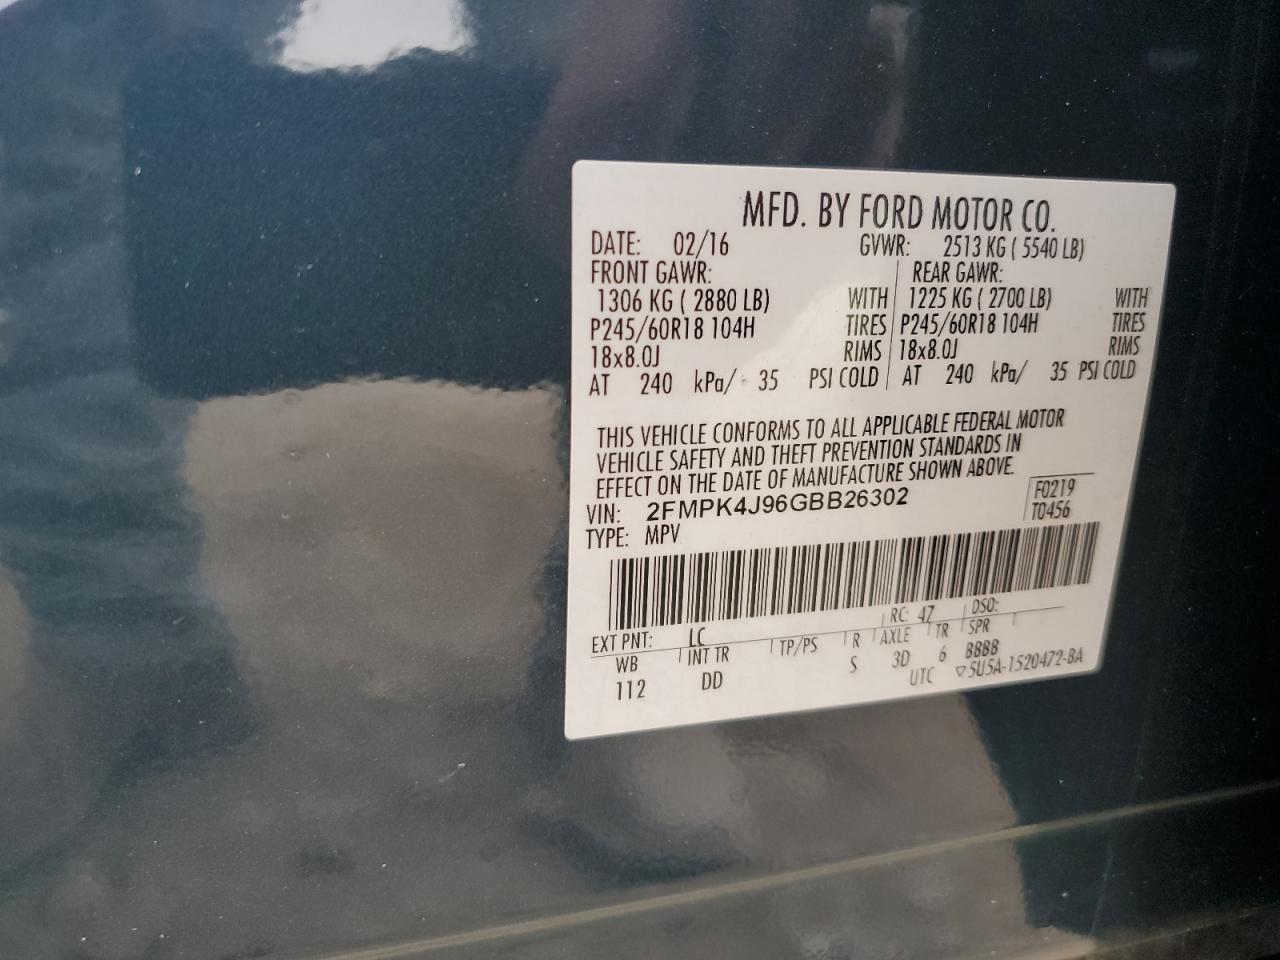 MFD. BY FORD MOTOR CO.
DATE: 02/16 GVWR: 2513 KG ( 5540 LB)
FRONT GAWR: REAR GAWR:
1306 KG ( 2880 LB) WITH 1225 KG ( 2700 LB) WITH
P245/60R18 104H TIRES P245/60R18 104H TIRES
18x8.0J RIMS 18x8.0J RIMS
AT 240 kPa/ 35 PSI COLD AT 240 kPa/ 35 PSI COLD
THIS VEHICLE CONFORMS TO ALL APPLICABLE FEDERAL MOTOR
VEHICLE SAFETY AND THEFT PREVENTION STANDARDS IN
EFFECT ON THE DATE OF MANUFACTURE SHOWN ABOVE.
VIN: 2FMPK4J96GBB26302 F0219
TYPE: MPV T0456
EXT PNT: LC RC: 47 DSO:
WB INT TR TP/PS R AXLE TR SPR
112 DD S 3D 6 BBBB
UTC ▽5U5A-1520472-BA